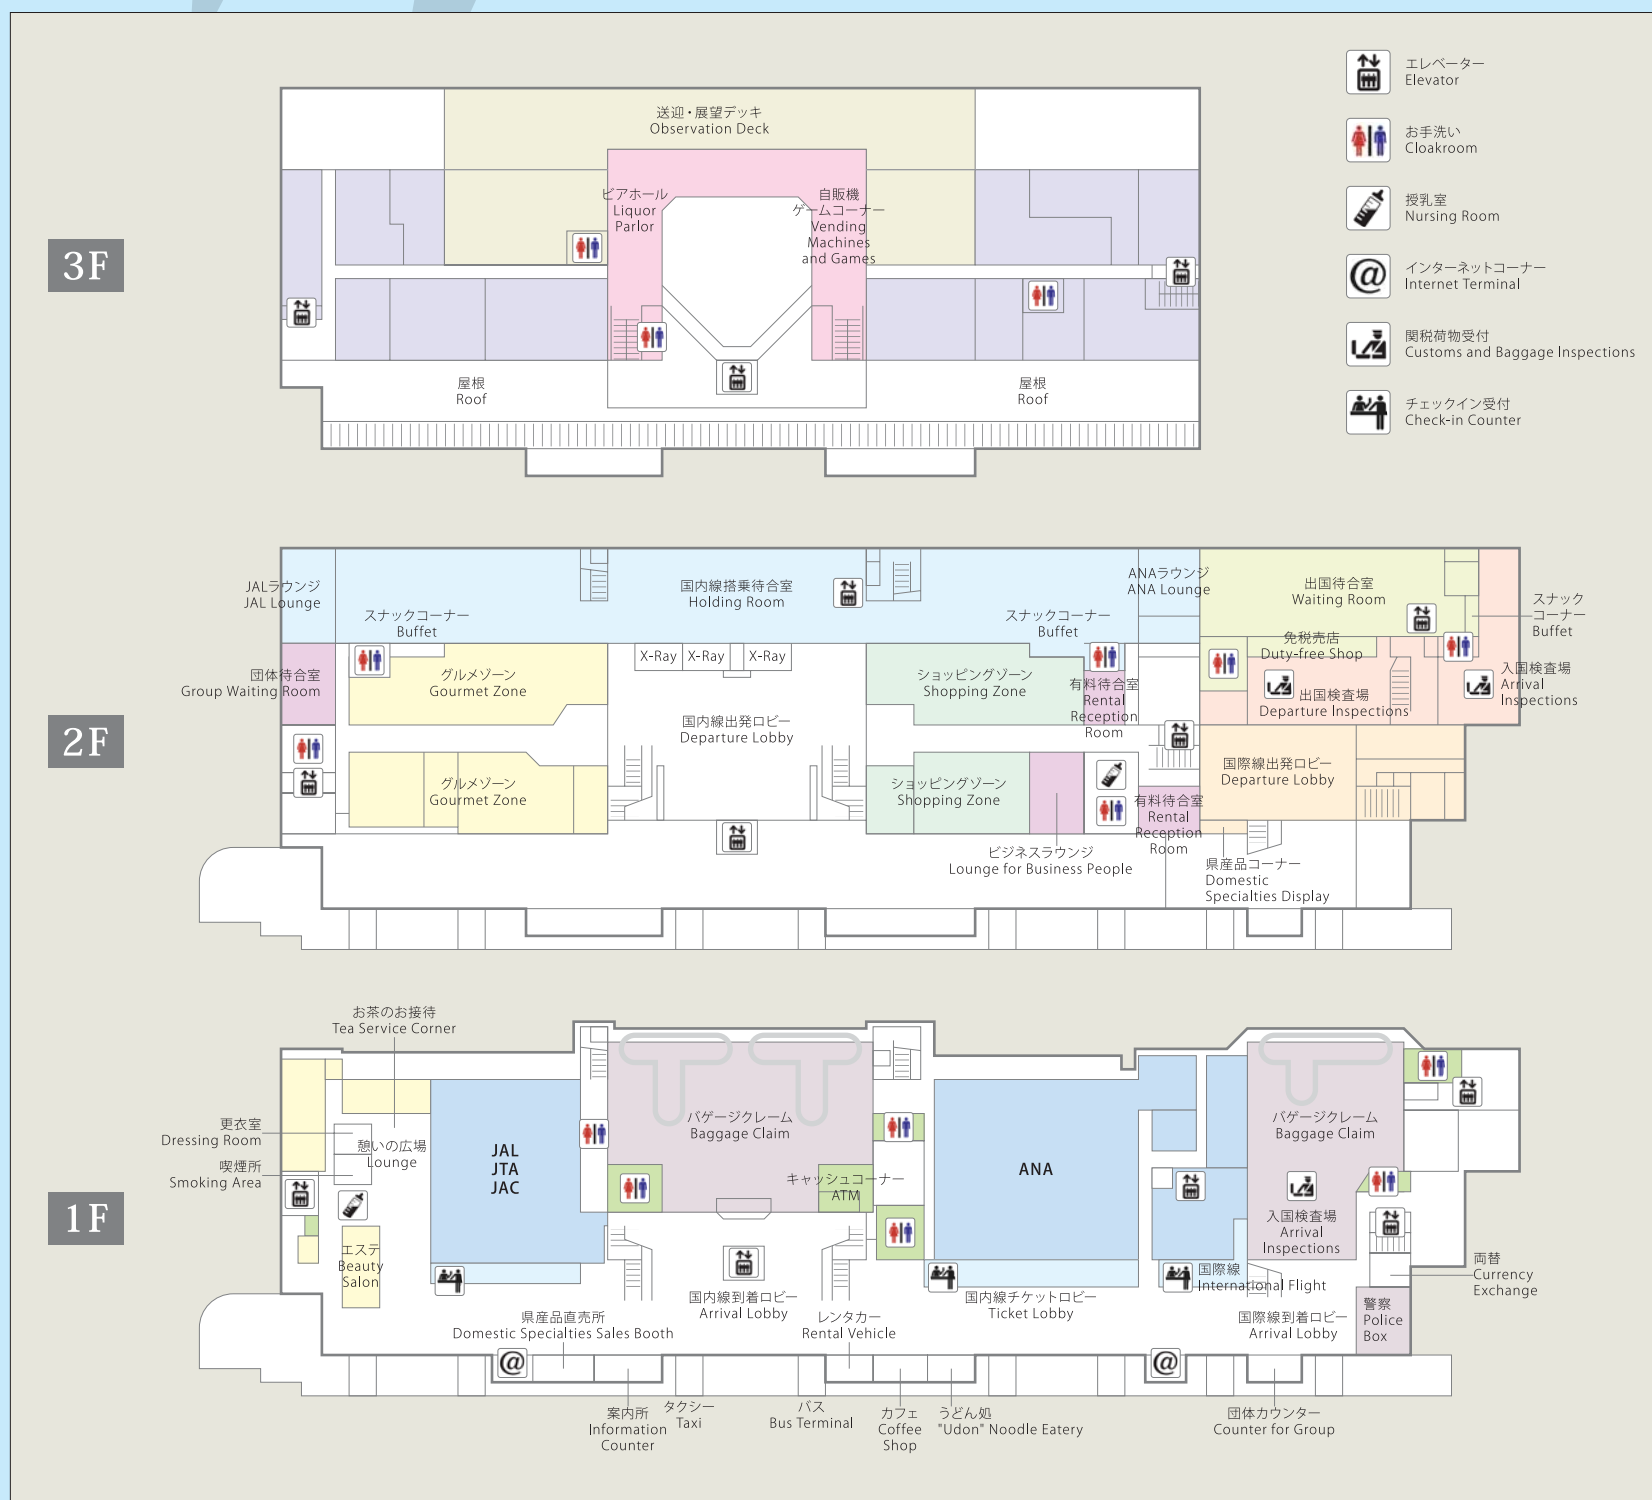 エレベーター
Elevator
お手洗い
Cloakroom
授乳室
Nursing Room
インターネットコーナー
Internet Terminal
関税荷物受付
Customs and Baggage Inspections
チェックイン受付
Check-in Counter
3F
送迎・展望デッキ
Observation Deck
ビアホール
Liquor
Parlor
自販機
ゲームコーナー
Vending
Machines
and Games
屋根
Roof
屋根
Roof
2F
JALラウンジ
JAL Lounge
スナックコーナー
Buffet
国内線搭乗待合室
Holding Room
スナックコーナー
Buffet
ANAラウンジ
ANA Lounge
出国待合室
Waiting Room
スナック
コーナー
Buffet
団体待合室
Group Waiting Room
グルメゾーン
Gourmet Zone
X-Ray
X-Ray
X-Ray
国内線出発ロビー
Departure Lobby
ショッピングゾーン
Shopping Zone
有料待合室
Rental
Reception
Room
免税売店
Duty-free Shop
出国検査場
Departure Inspections
入国検査場
Arrival
Inspections
グルメゾーン
Gourmet Zone
ショッピングゾーン
Shopping Zone
国際線出発ロビー
Departure Lobby
有料待合室
Rental
Reception
Room
ビジネスラウンジ
Lounge for Business People
県産品コーナー
Domestic
Specialties Display
1F
お茶のお接待
Tea Service Corner
更衣室
Dressing Room
喫煙所
Smoking Area
憩いの広場
Lounge
JAL
JTA
JAC
バゲージクレーム
Baggage Claim
キャッシュコーナー
ATM
ANA
バゲージクレーム
Baggage Claim
入国検査場
Arrival
Inspections
エステ
Beauty
Salon
国内線到着ロビー
Arrival Lobby
県産品直売所
Domestic Specialties Sales Booth
レンタカー
Rental Vehicle
国内線チケットロビー
Ticket Lobby
国際線
International Flight
国際線到着ロビー
Arrival Lobby
両替
Currency
Exchange
警察
Police
Box
@
@
@
案内所
Information
Counter
タクシー
Taxi
バス
Bus Terminal
カフェ
Coffee
Shop
うどん処
"Udon" Noodle Eatery
団体カウンター
Counter for Group